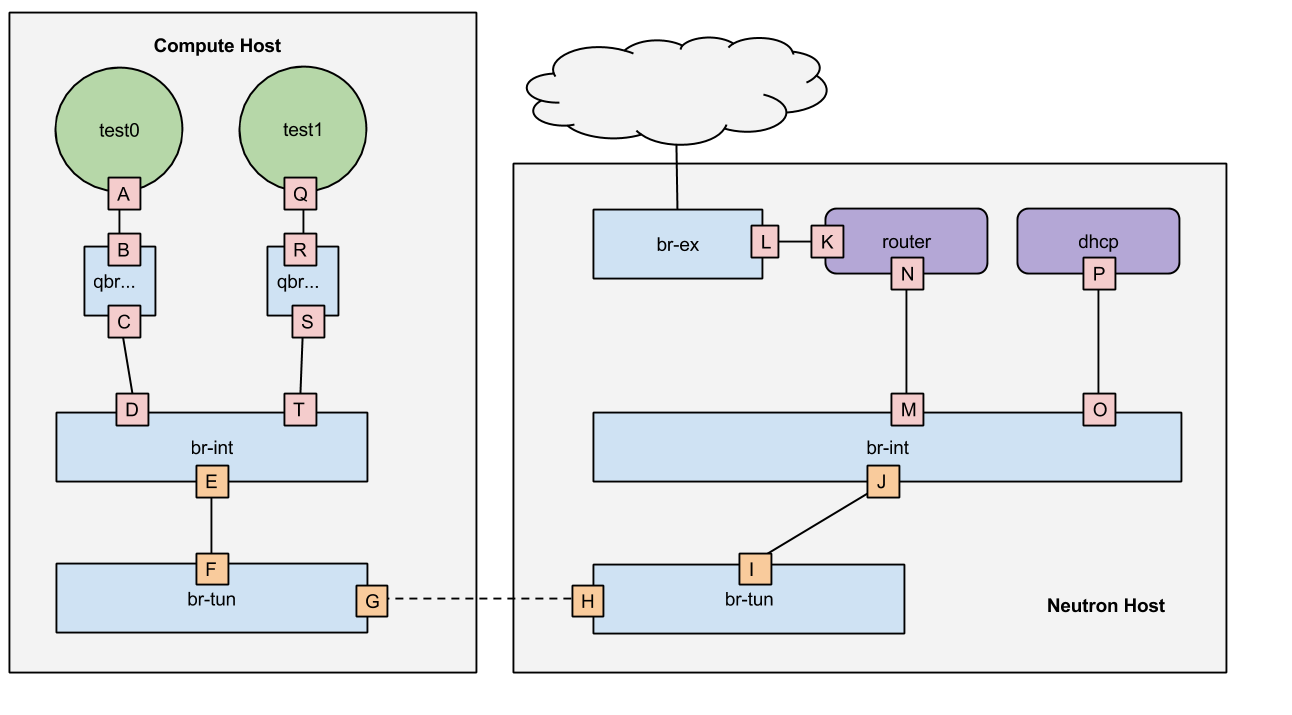 Compute Host
test0
test1
A
Q
B
R
qbr...
qbr...
C
S
D
T
br-int
E
F
br-tun
G
br-ex
L
K
router
dhcp
N
P
M
O
br-int
J
I
H
br-tun
Neutron Host